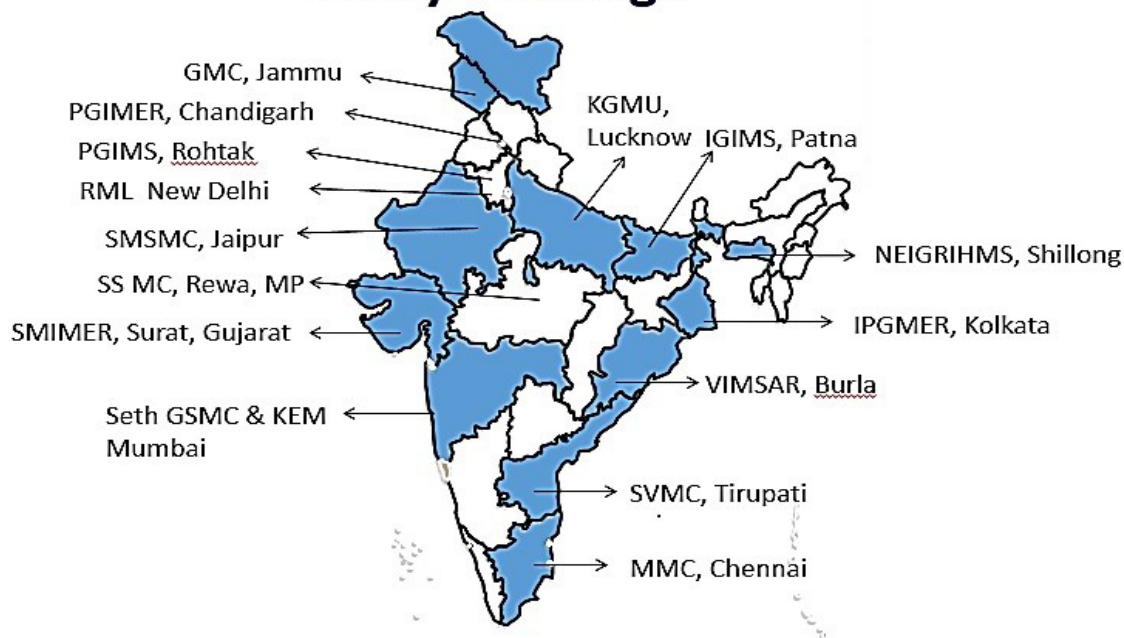 GMC, Jammu
PGIMER, Chandigarh
PGIMS, Rohtak
RML New Delhi
SMSMC, Jaipur
SS MC, Rewa, MP
SMIMER, Surat, Gujarat
Seth GSMC & KEM
Mumbai
KGMU,
Lucknow
IGIMS, Patna
NEIGRIHMS, Shillong
IPGMER, Kolkata
VIMSAR, Burla
SVMC, Tirupati
MMC, Chennai